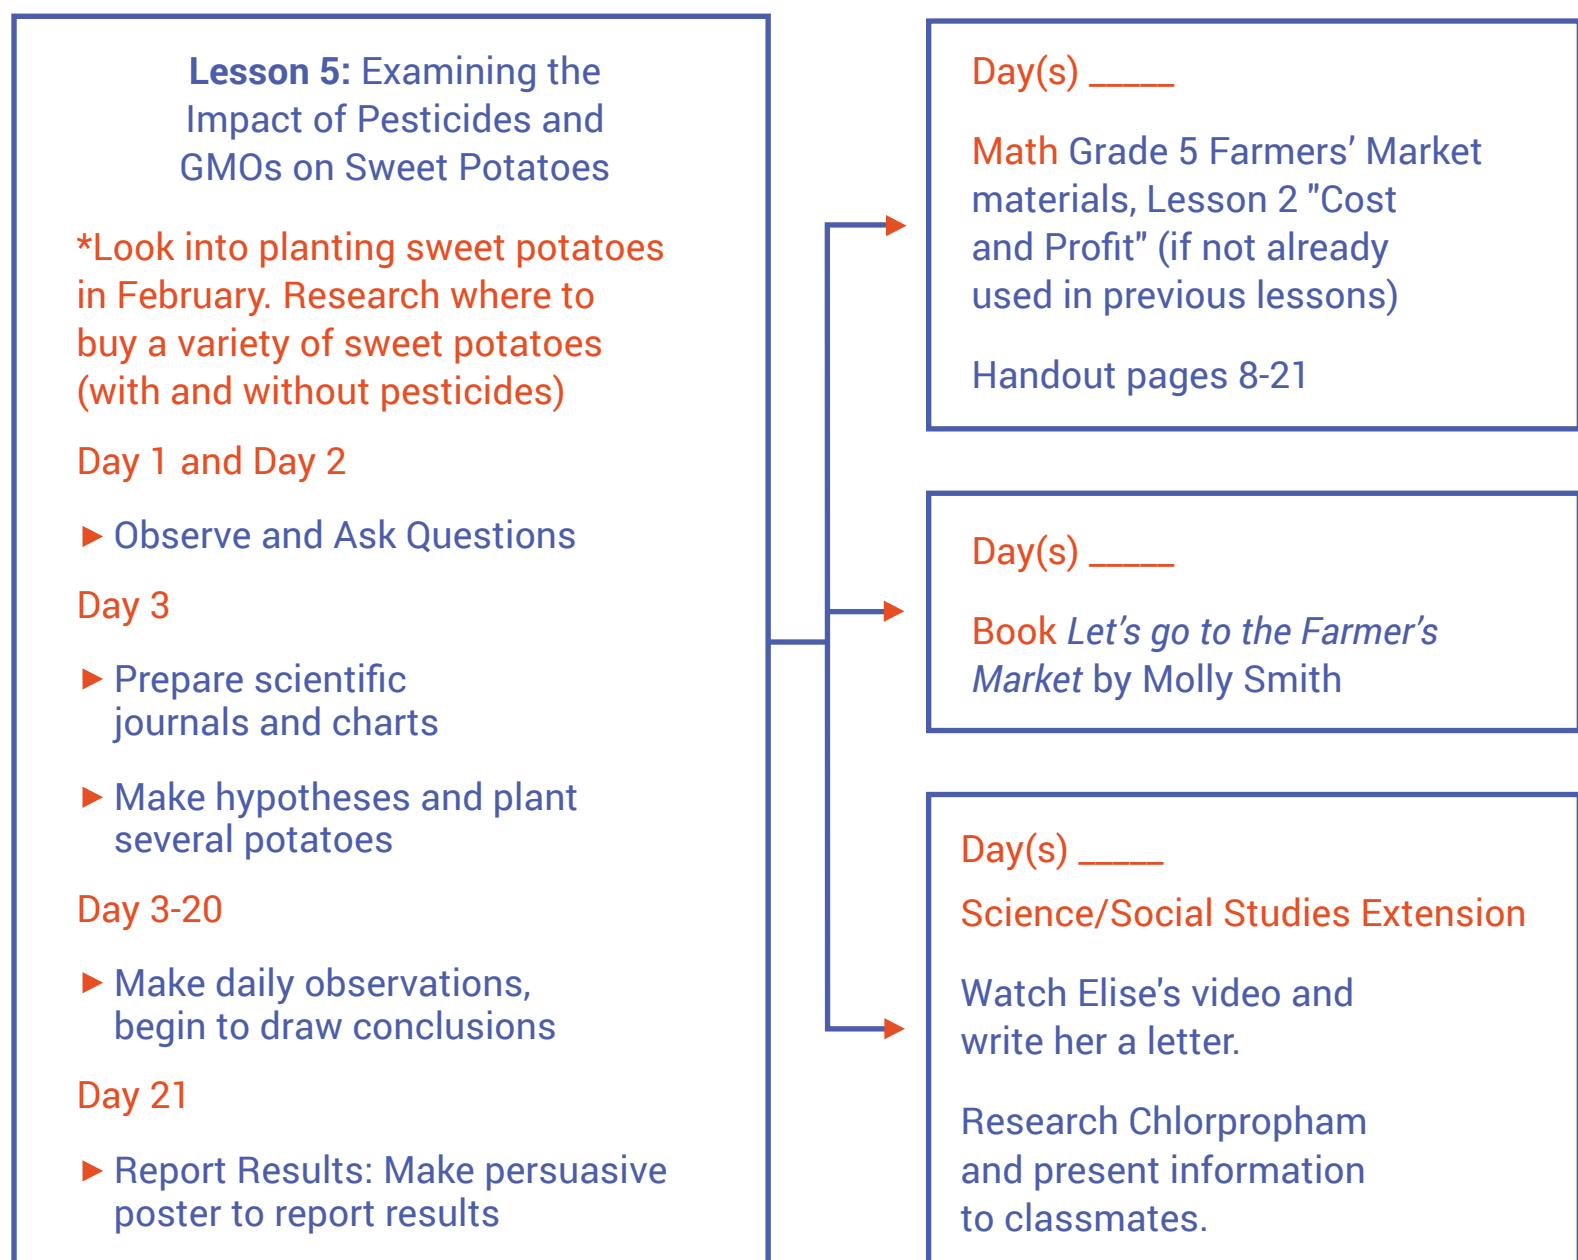 Lesson 5: Examining the
Impact of Pesticides and
GMOs on Sweet Potatoes
*Look into planting sweet potatoes
in February. Research where to
buy a variety of sweet potatoes
(with and without pesticides)
Day 1 and Day 2
► Observe and Ask Questions
Day 3
► Prepare scientific
journals and charts
► Make hypotheses and plant
several potatoes
Day 3-20
► Make daily observations,
begin to draw conclusions
Day 21
► Report Results: Make persuasive
poster to report results
Day(s) _____
Math Grade 5 Farmers’ Market
materials, Lesson 2 "Cost
and Profit" (if not already
used in previous lessons)
Handout pages 8-21
Day(s) _____
Book Let’s go to the Farmer’s
Market by Molly Smith
Day(s) _____
Science/Social Studies Extension
Watch Elise's video and
write her a letter.
Research Chlorpropham
and present information
to classmates.